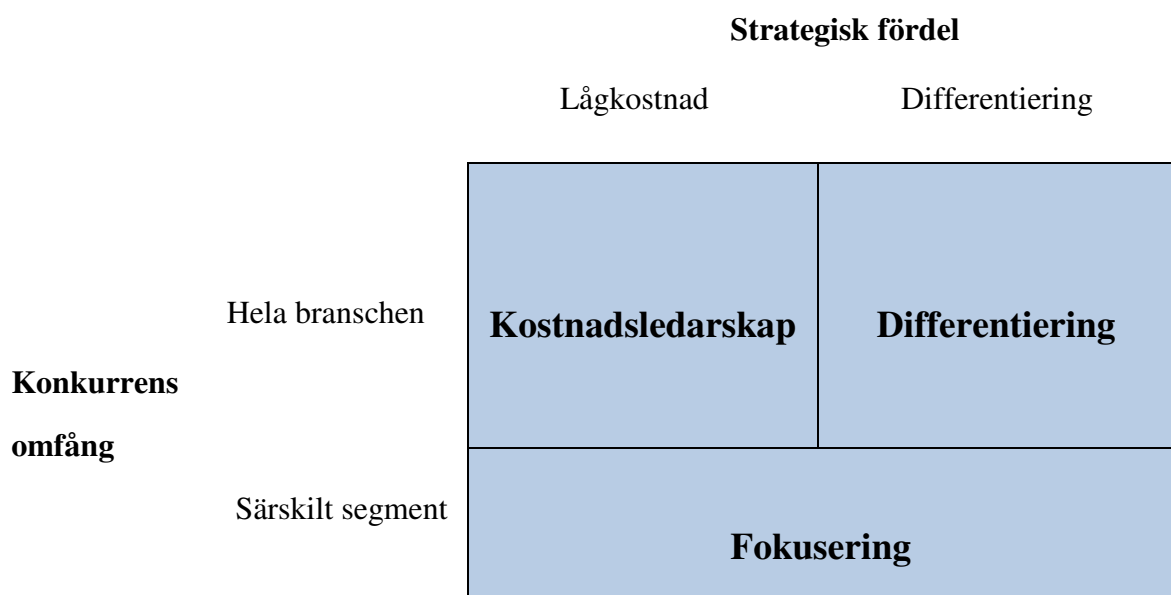 Strategisk fördel
Lågkostnad Differentiering
Hela branschen
Kostnadsledarskap Differentiering
Konkurrens
omfång
Särskilt segment
Fokusering